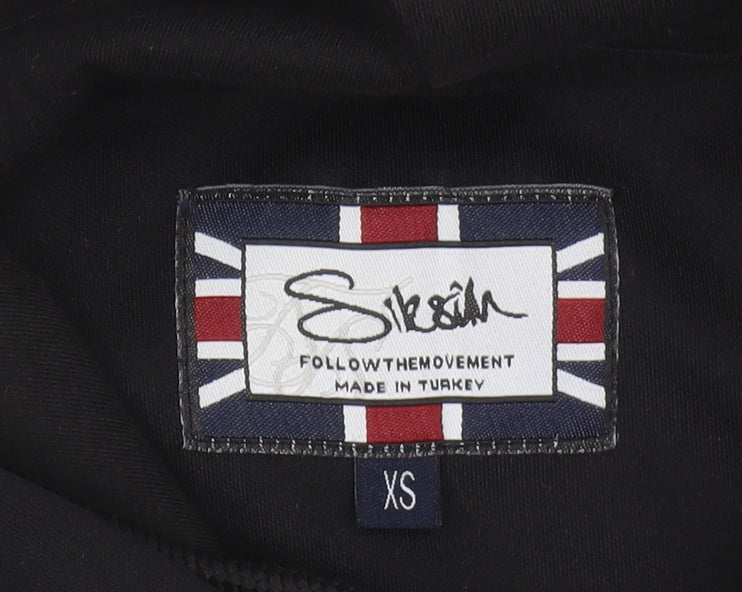 Siksilk
FOLLOWTHEMOVEMENT
MADE IN TURKEY
XS